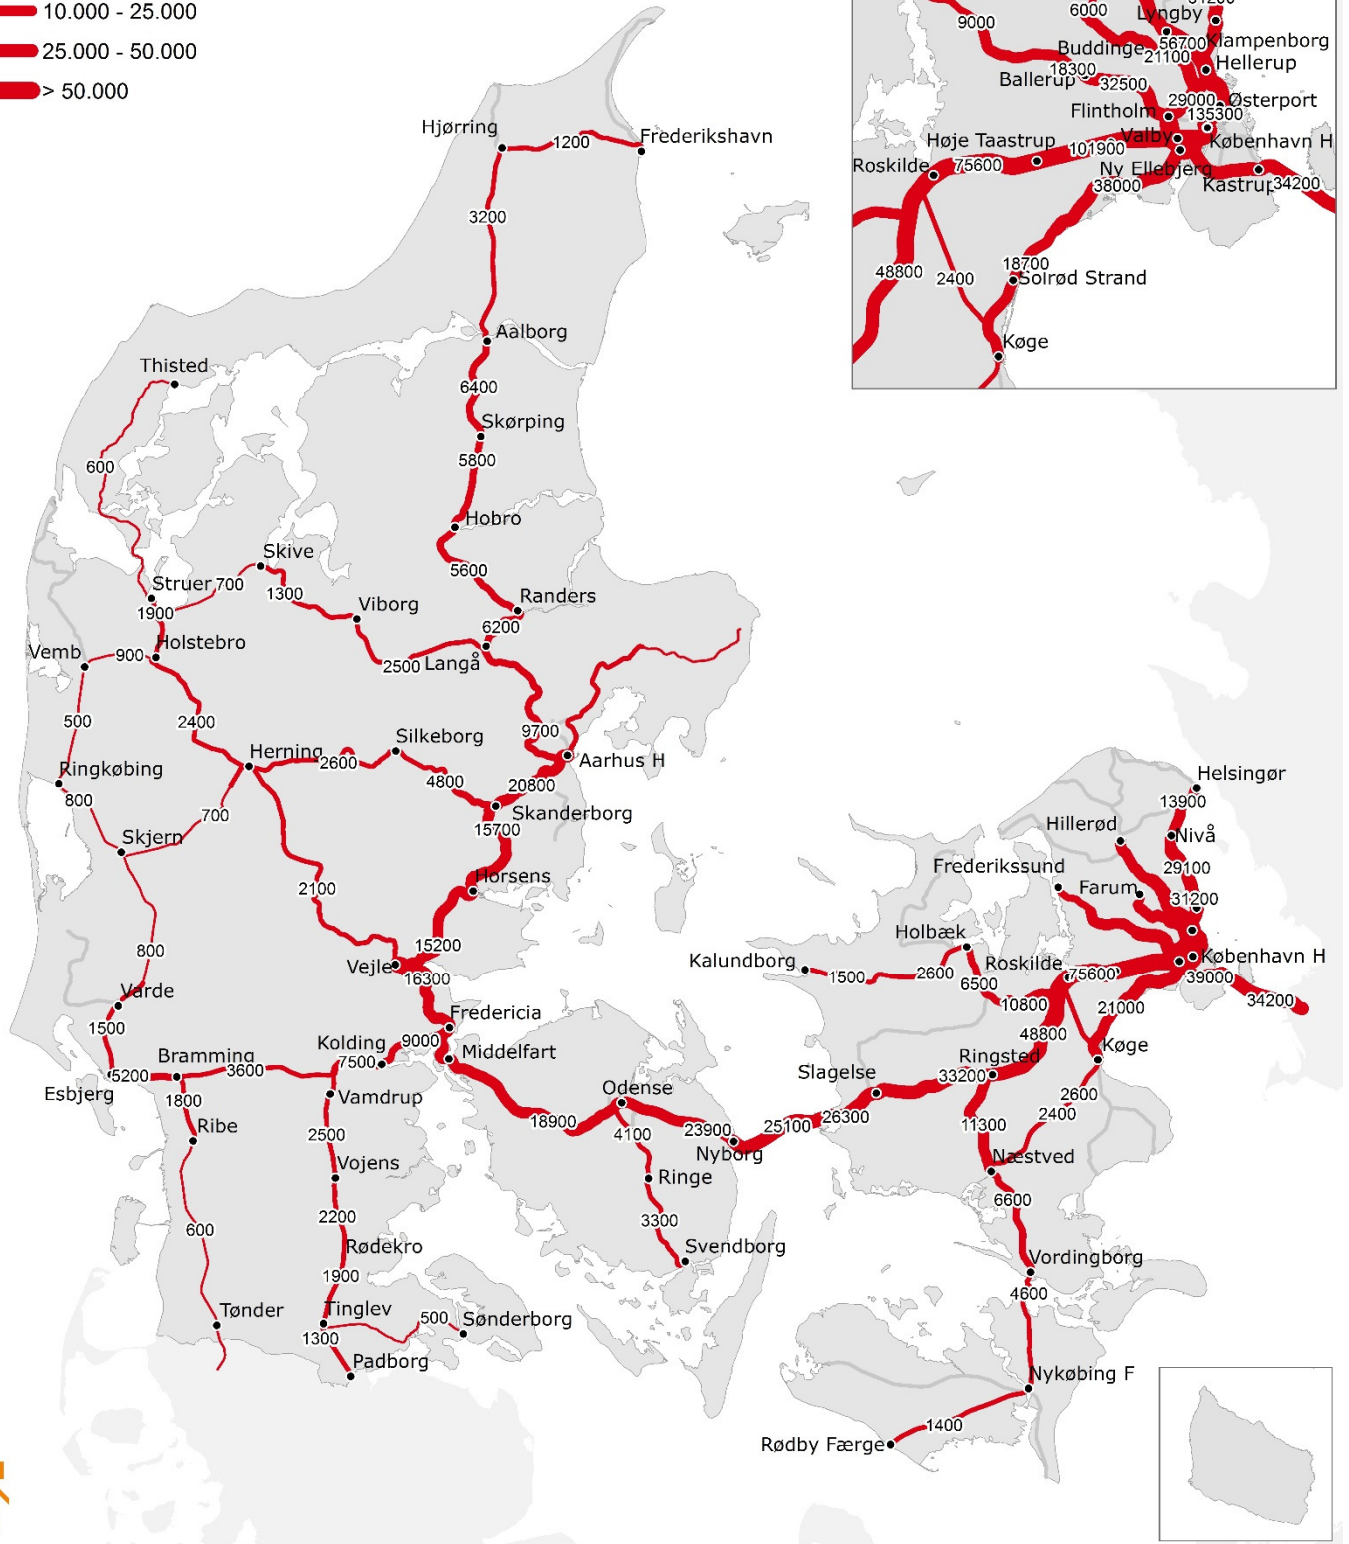 10.000 - 25.000
25.000 - 50.000
> 50.000
9000
6000
Lyngby
56700
Klampenborg
Buddinge
21100
Hellerup
18300
Ballerup
32500
29000
Østerport
Flintholm
135300
Høje Taastrup
Valby
København H
101900
Roskilde
75600
Ny Ellebjerg
38000
Kastrup
34200
48800
2400
18700
Solrød Strand
Køge
Hjørring
1200
Frederikshavn
3200
Aalborg
Thisted
6400
Skørping
600
5800
Hobro
Skive
5600
Struer
700
1300
Randers
1900
Viborg
6200
Holstebro
Vemb
900
2500
Langå
500
2400
9700
Silkeborg
Herning
2600
Aarhus H
Ringkøbing
4800
20800
800
700
Skanderborg
15700
Skjern
Horsens
2100
800
15200
Vejle
16300
Varde
1500
Fredericia
Kolding
9000
Middelfart
Bramming
3600
7500
5200
Esbjerg
1800
Vamdrup
Ribe
2500
Vojens
600
2200
Rødekro
1900
Tønder
Tinglev
500
Sønderborg
1300
Padborg
Odense
18900
4100
23900
Nyborg
Ringe
3300
Svendborg
25100
26300
Helsingør
13900
Hillerød
Nivå
Frederikssund
29100
Farum
31200
Holbæk
Kalundborg
1500
2600
Roskilde
75600
København H
6500
39000
10800
21000
34200
48800
Køge
Ringsted
Slagelse
33200
2600
11300
2400
Næstved
6600
Vordingborg
4600
Nykøbing F
1400
Rødby Færge